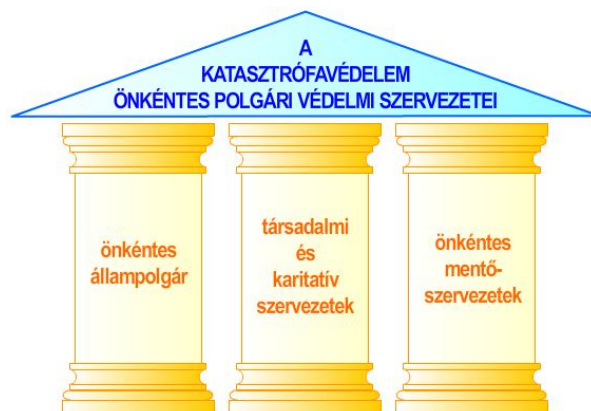 A
KATASZTRÓFAVÉDELEM
ÖNKÉNTES POLGÁRI VÉDELMI SZERVEZETEI
önkéntes
állampolgár
társadalmi
és
karitatív
szervezetek
önkéntes
mentő-
szervezetek